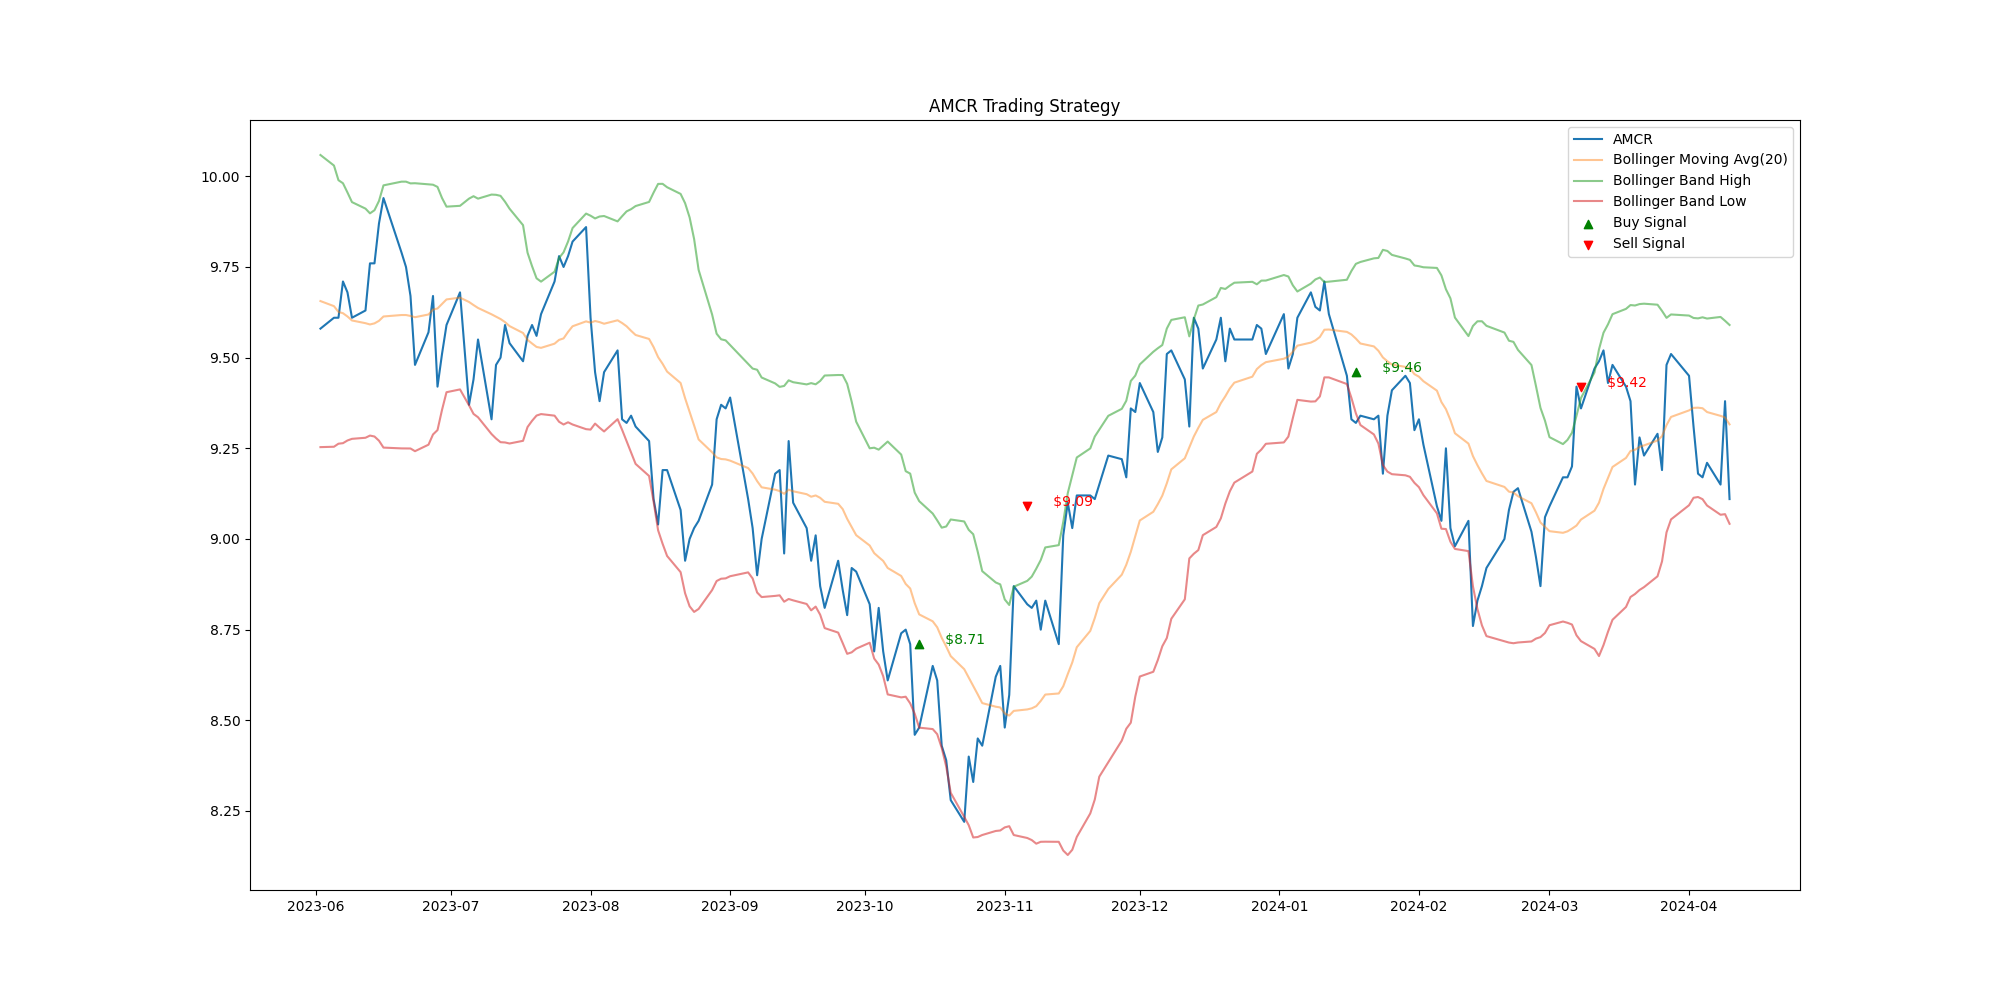 AMCR Trading Strategy
AMCR
Bollinger Moving Avg(20)
Bollinger Band High
Bollinger Band Low
Buy Signal
Sell Signal
10.00
9.75
9.50
9.25
9.00
8.75
8.50
8.25
$8.71
$9.09
$9.46
$9.42
2023-06 2023-07 2023-08 2023-09 2023-10 2023-11 2023-12 2024-01 2024-02 2024-03 2024-04